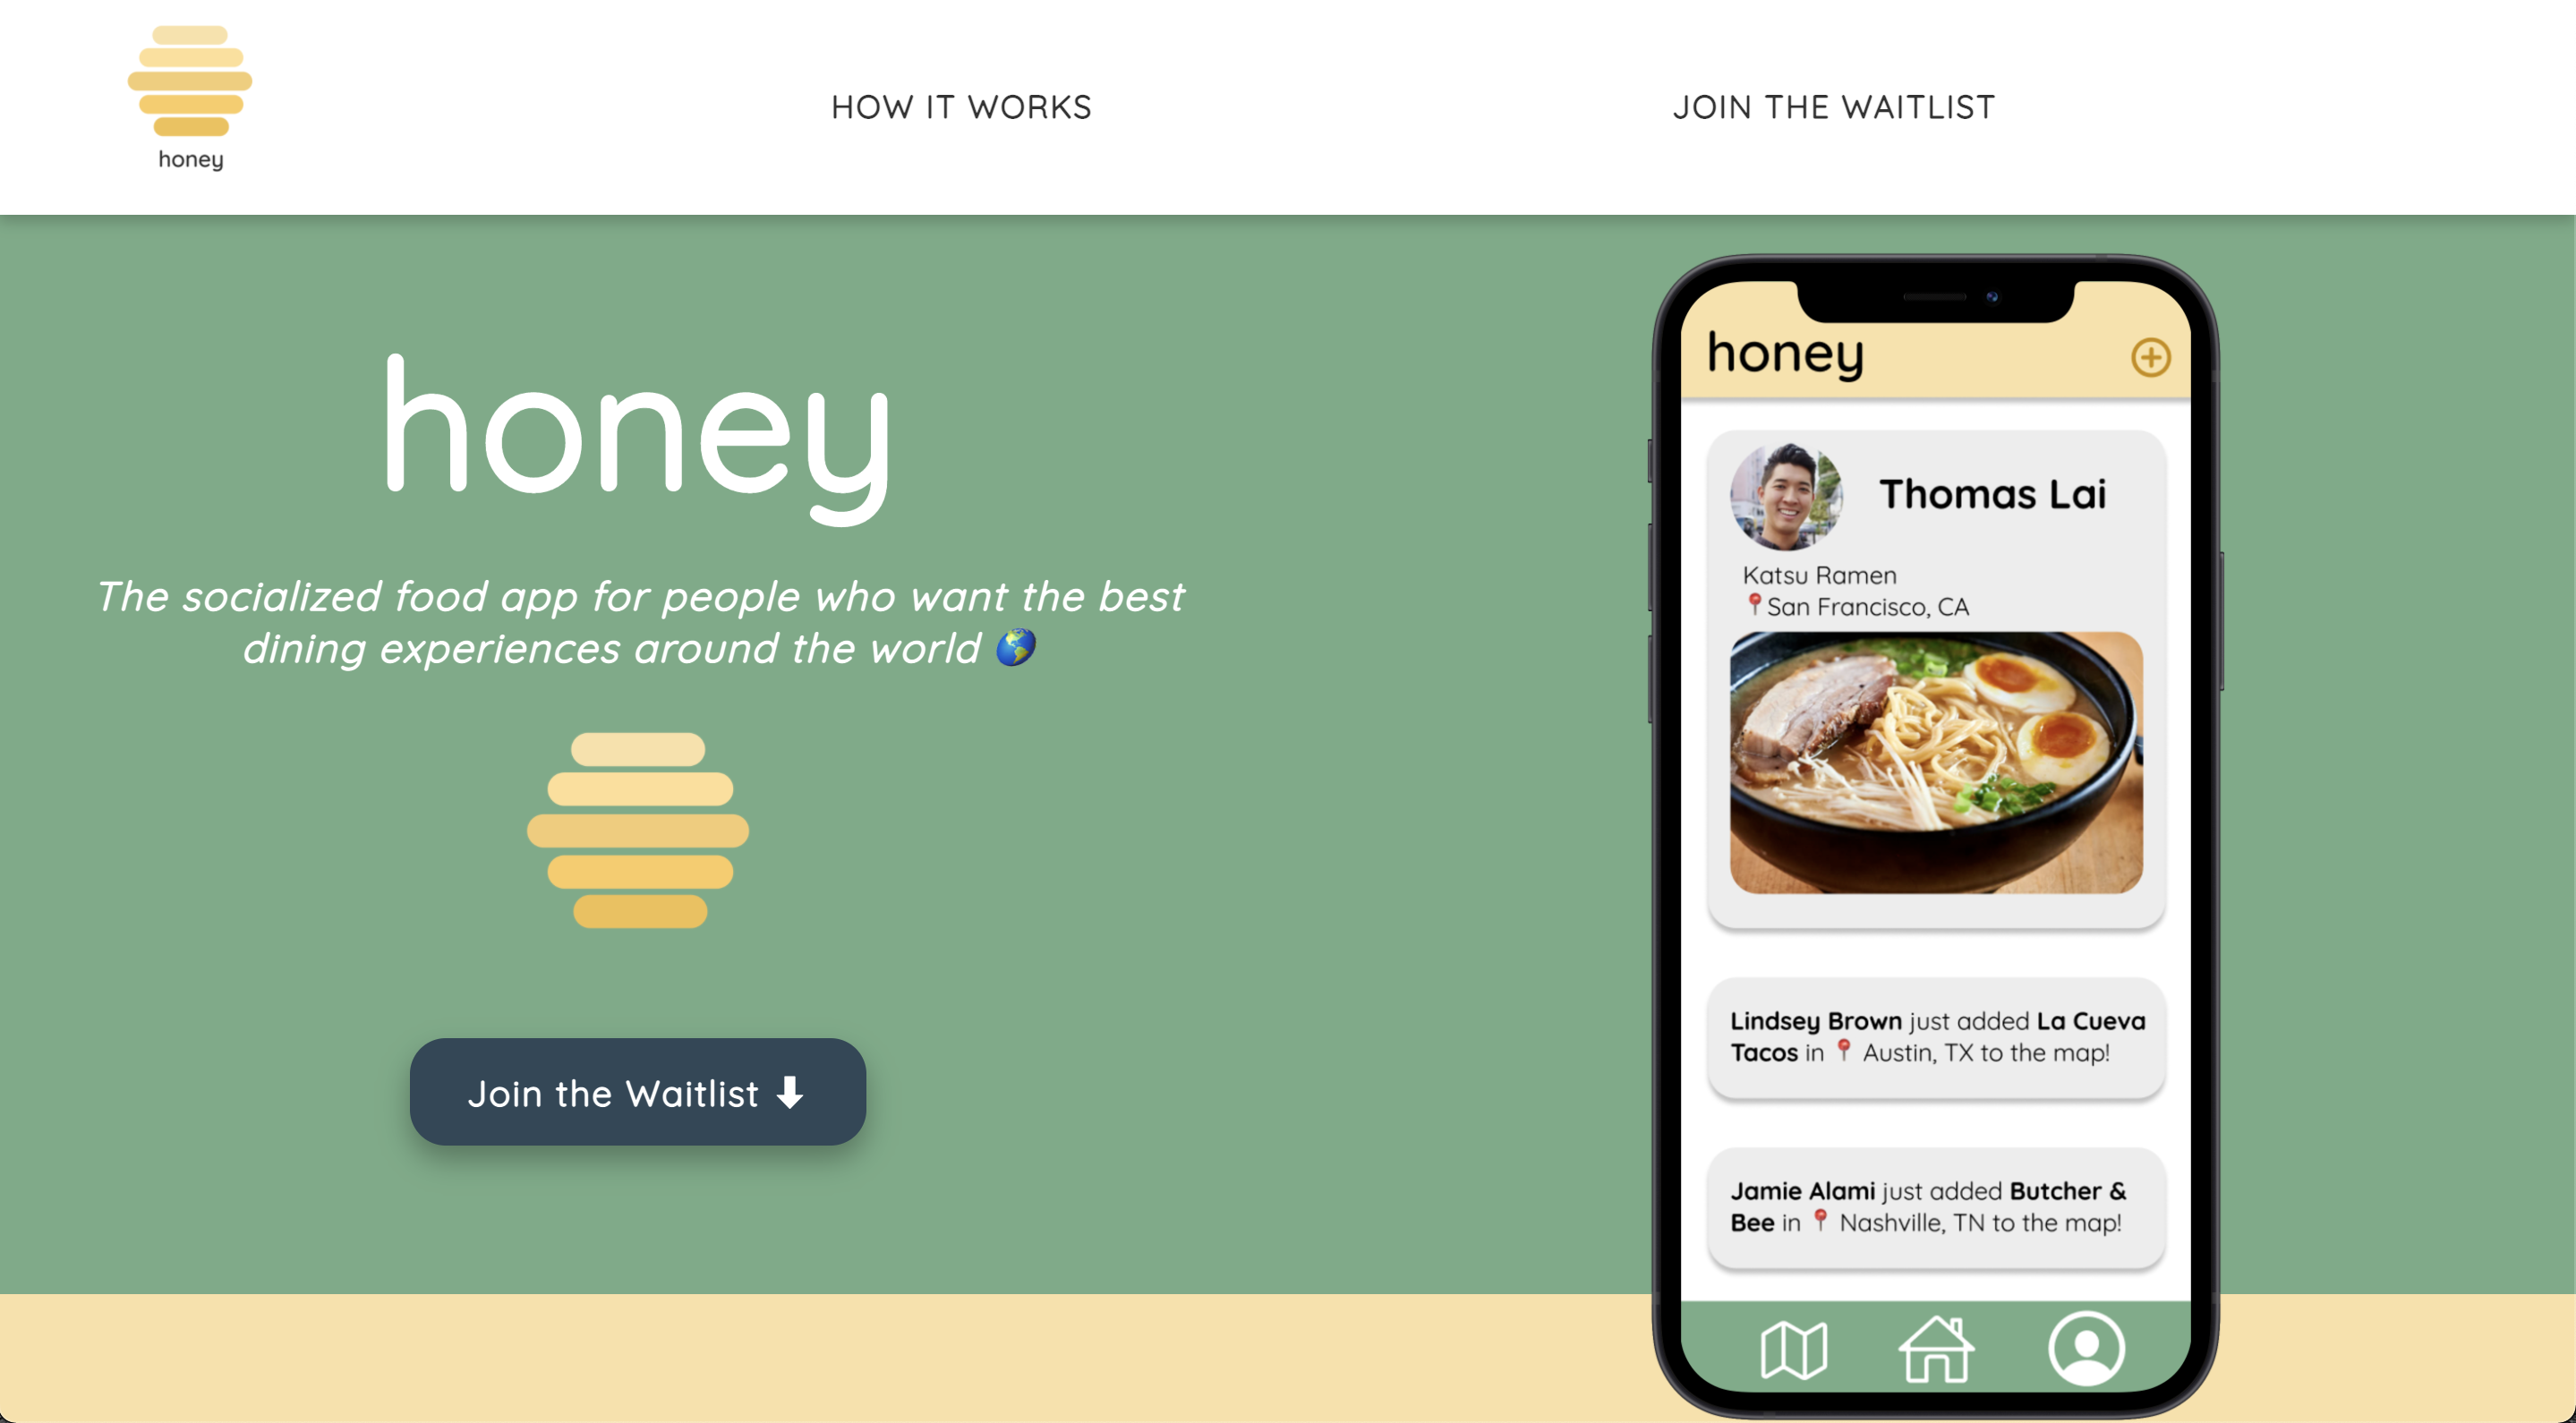 honey
HOW IT WORKS
JOIN THE WAITLIST
honey
The socialized food app for people who want the best
dining experiences around the world 🌎
Join the Waitlist ⬇
honey
Thomas Lai
Katsu Ramen
📍San Francisco, CA
Lindsey Brown just added La Cueva
Tacos in 📍 Austin, TX to the map!
Jamie Alami just added Butcher &
Bee in 📍 Nashville, TN to the map!